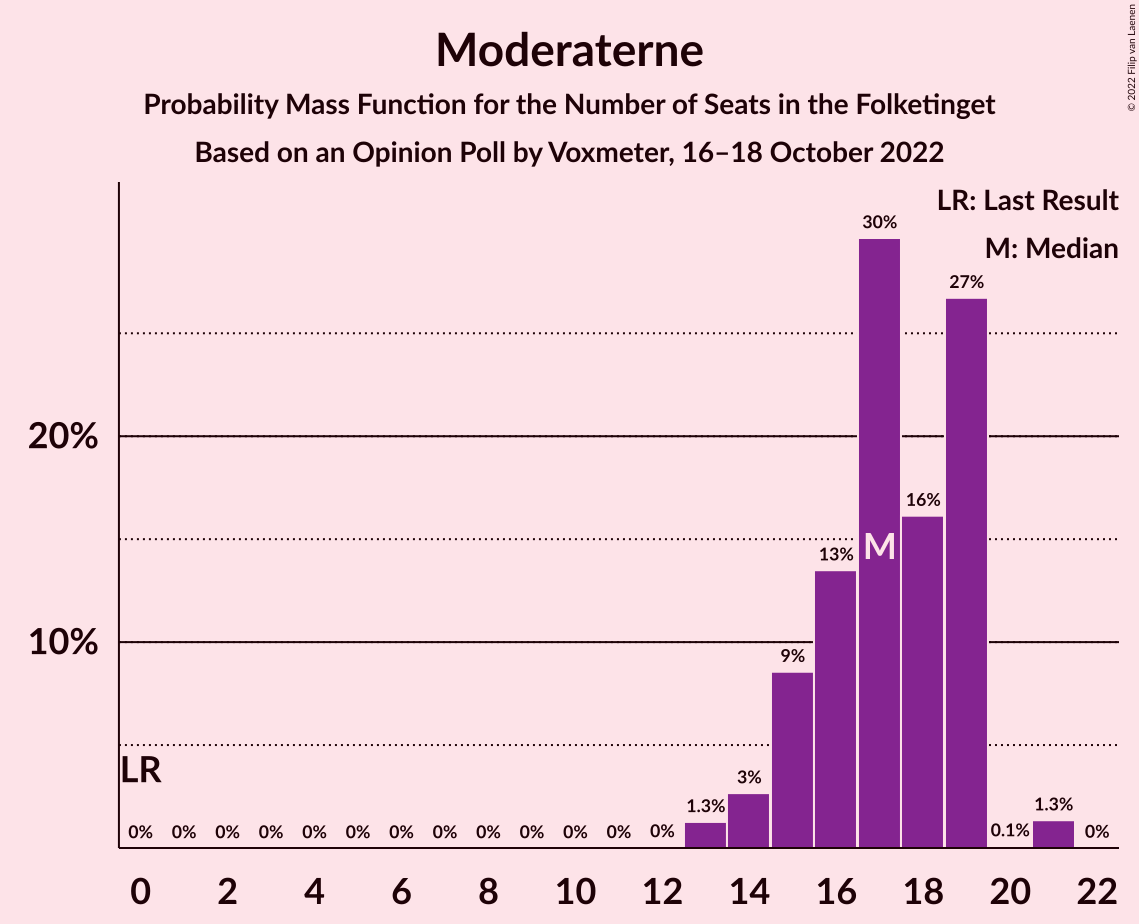 Moderaterne
Probability Mass Function for the Number of Seats in the Folketinget
Based on an Opinion Poll by Voxmeter, 16–18 October 2022
© 2022 Filip van Laenen
LR: Last Result
M: Median
30%
27%
20%
16%
13%
M
10%
9%
LR
3%
1.3%
1.3%
0% 0% 0% 0% 0% 0% 0% 0% 0% 0% 0% 0% 0% 0.1% 0%
0 2 4 6 8 10 12 14 16 18 20 22